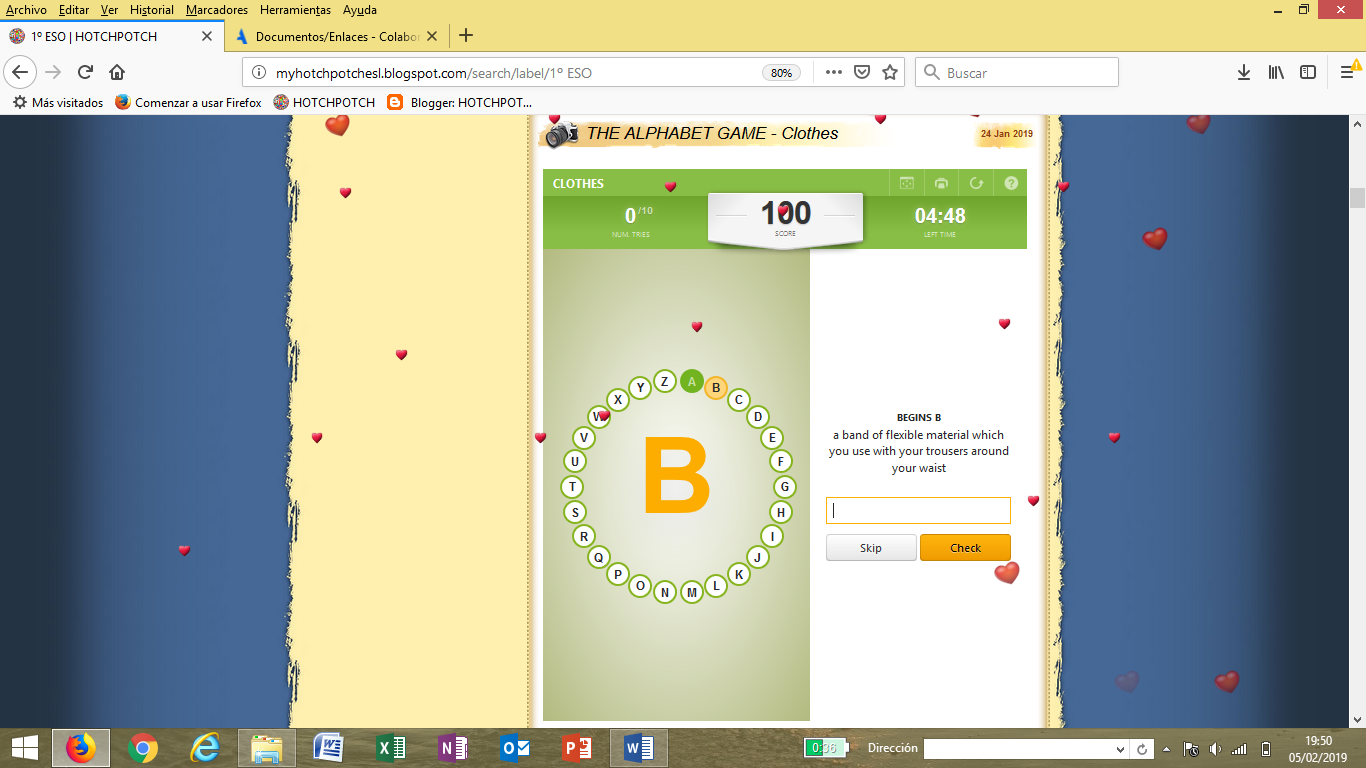 Archivo Editar Ver Historial Marcadores Herramientas Ayuda
1º ESO | HOTCHPOTCH
Documentos/Enlaces - Colabor
myhotchpotchesl.blogspot.com/search/label/1º ESO
80%
Buscar
Más visitados
Comenzar a usar Firefox
HOTCHPOTCH
Blogger: HOTCHPOT...
THE ALPHABET GAME - Clothes
24 Jan 2019
CLOTHES
0/10
NUM. TRIES
100
SCORE
04:48
LEFT TIME
A
B
C
D
E
F
G
H
I
J
K
L
M
N
O
P
Q
R
S
T
U
V
W
X
Y
Z
B
BEGINS B
a band of flexible material which
you use with your trousers around
your waist
Skip
Check
0:36
Dirección
19:50
05/02/2019